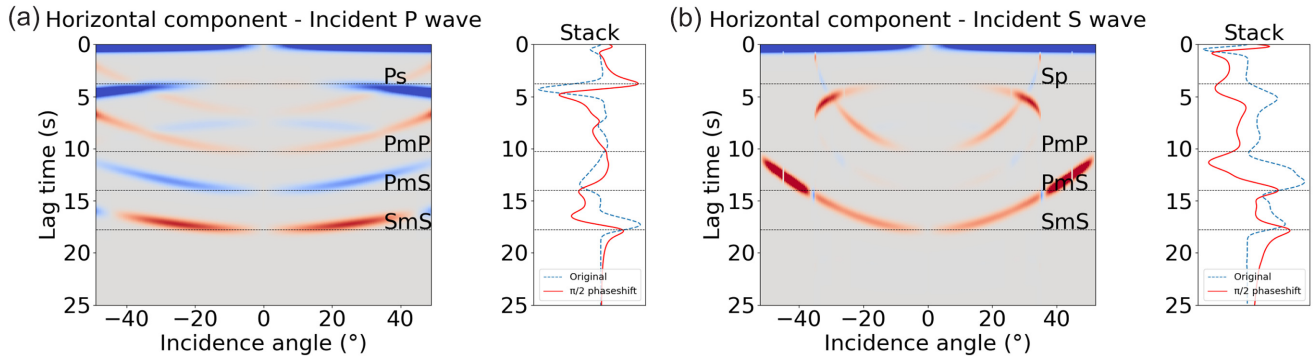 (a) Horizontal component - Incident P wave
Stack
0
5
10
15
20
25
Lag time (s)
Ps
PmP
PmS
SmS
−40 −20 0 20 40
Incidence angle (°)
0
5
10
15
20
25
Original
π/2 phaseshift
(b) Horizontal component - Incident S wave
Stack
0
5
10
15
20
25
Lag time (s)
Sp
PmP
PmS
SmS
−40 −20 0 20 40
Incidence angle (°)
0
5
10
15
20
25
Original
π/2 phaseshift